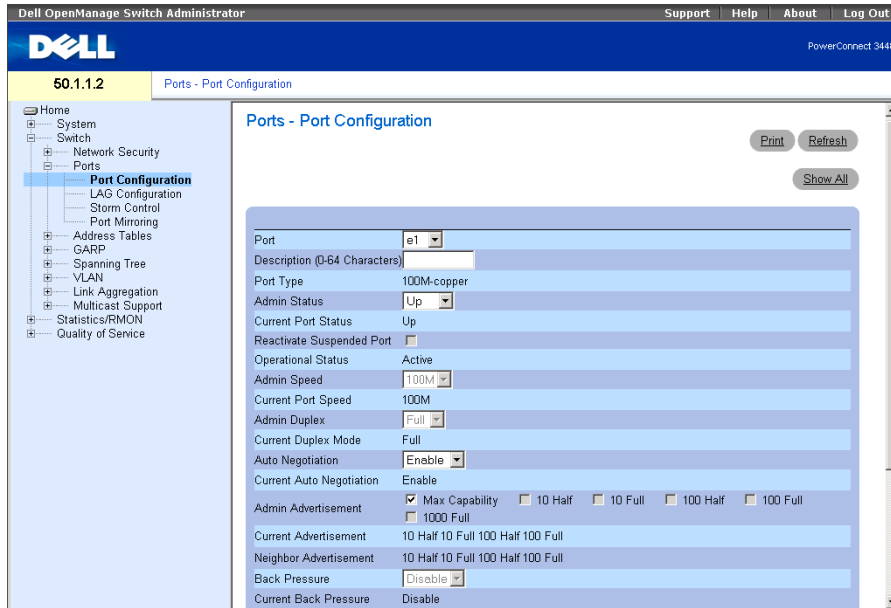 Dell OpenManage Switch Administrator
Support Help About Log Out
DELL
PowerConnect 3448
50.1.1.2
Ports - Port Configuration
Home
System
Switch
Network Security
Ports
Port Configuration
LAG Configuration
Storm Control
Port Mirroring
Address Tables
GARP
Spanning Tree
VLAN
Link Aggregation
Multicast Support
Statistics/RMON
Quality of Service
Ports - Port Configuration
Print Refresh
Show All
Port e1
Description (0-64 Characters)
Port Type 100M-copper
Admin Status Up
Current Port Status Up
Reactivate Suspended Port
Operational Status Active
Admin Speed 100M
Current Port Speed 100M
Admin Duplex Full
Current Duplex Mode Full
Auto Negotiation Enable
Current Auto Negotiation Enable
Admin Advertisement Max Capability 10 Half 10 Full 100 Half 100 Full
1000 Full
Current Advertisement 10 Half 10 Full 100 Half 100 Full
Neighbor Advertisement 10 Half 10 Full 100 Half 100 Full
Back Pressure Disable
Current Back Pressure Disable